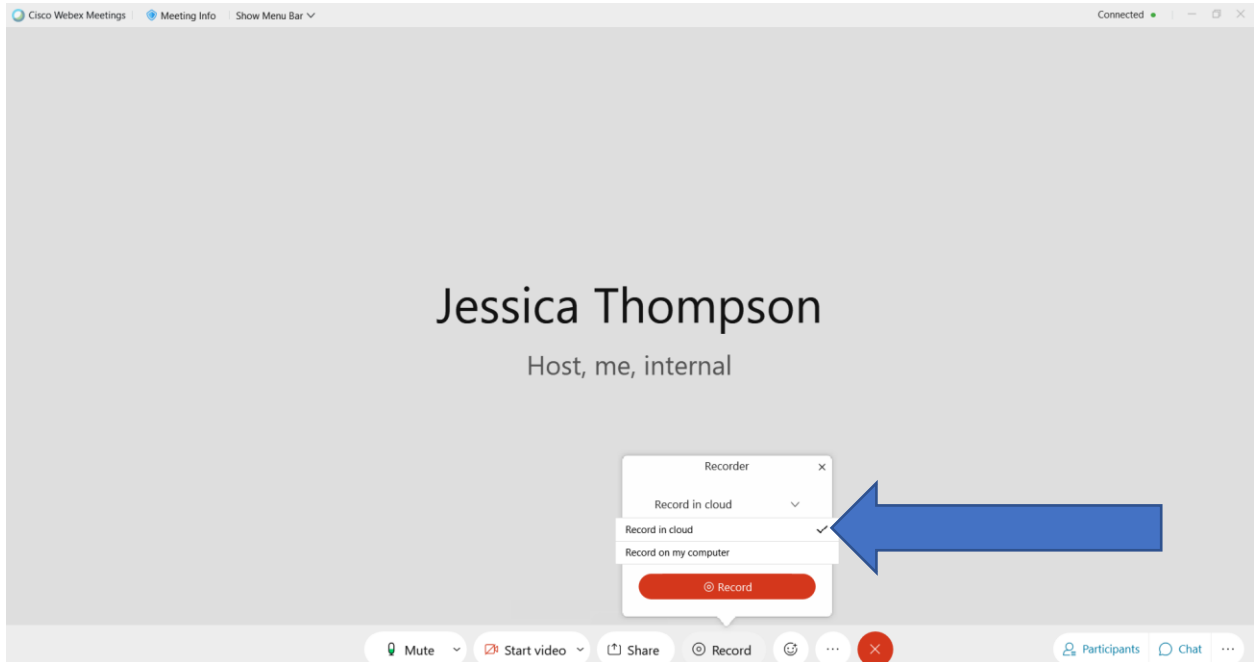 Cisco Webex Meetings Meeting Info Show Menu Bar Connected
Jessica Thompson
Host, me, internal
Recorder
Record in cloud
Record in cloud
Record on my computer
Record
Mute Start video Share Record Participants Chat